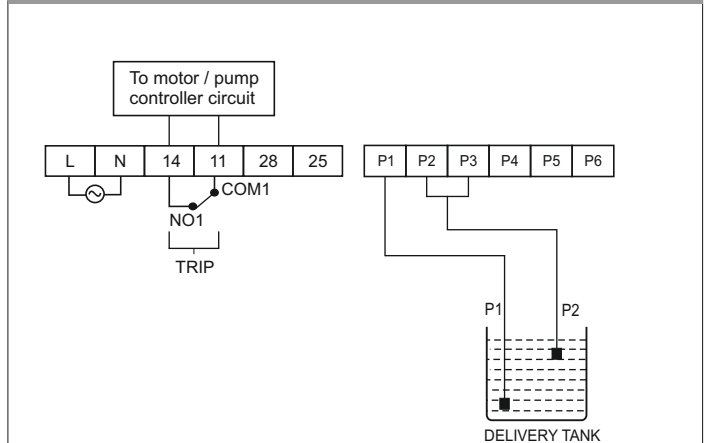 To motor / pump
controller circuit
L N 14 11 28 25
P1 P2 P3 P4 P5 P6
COM1
NO1
TRIP
P1 P2
DELIVERY TANK